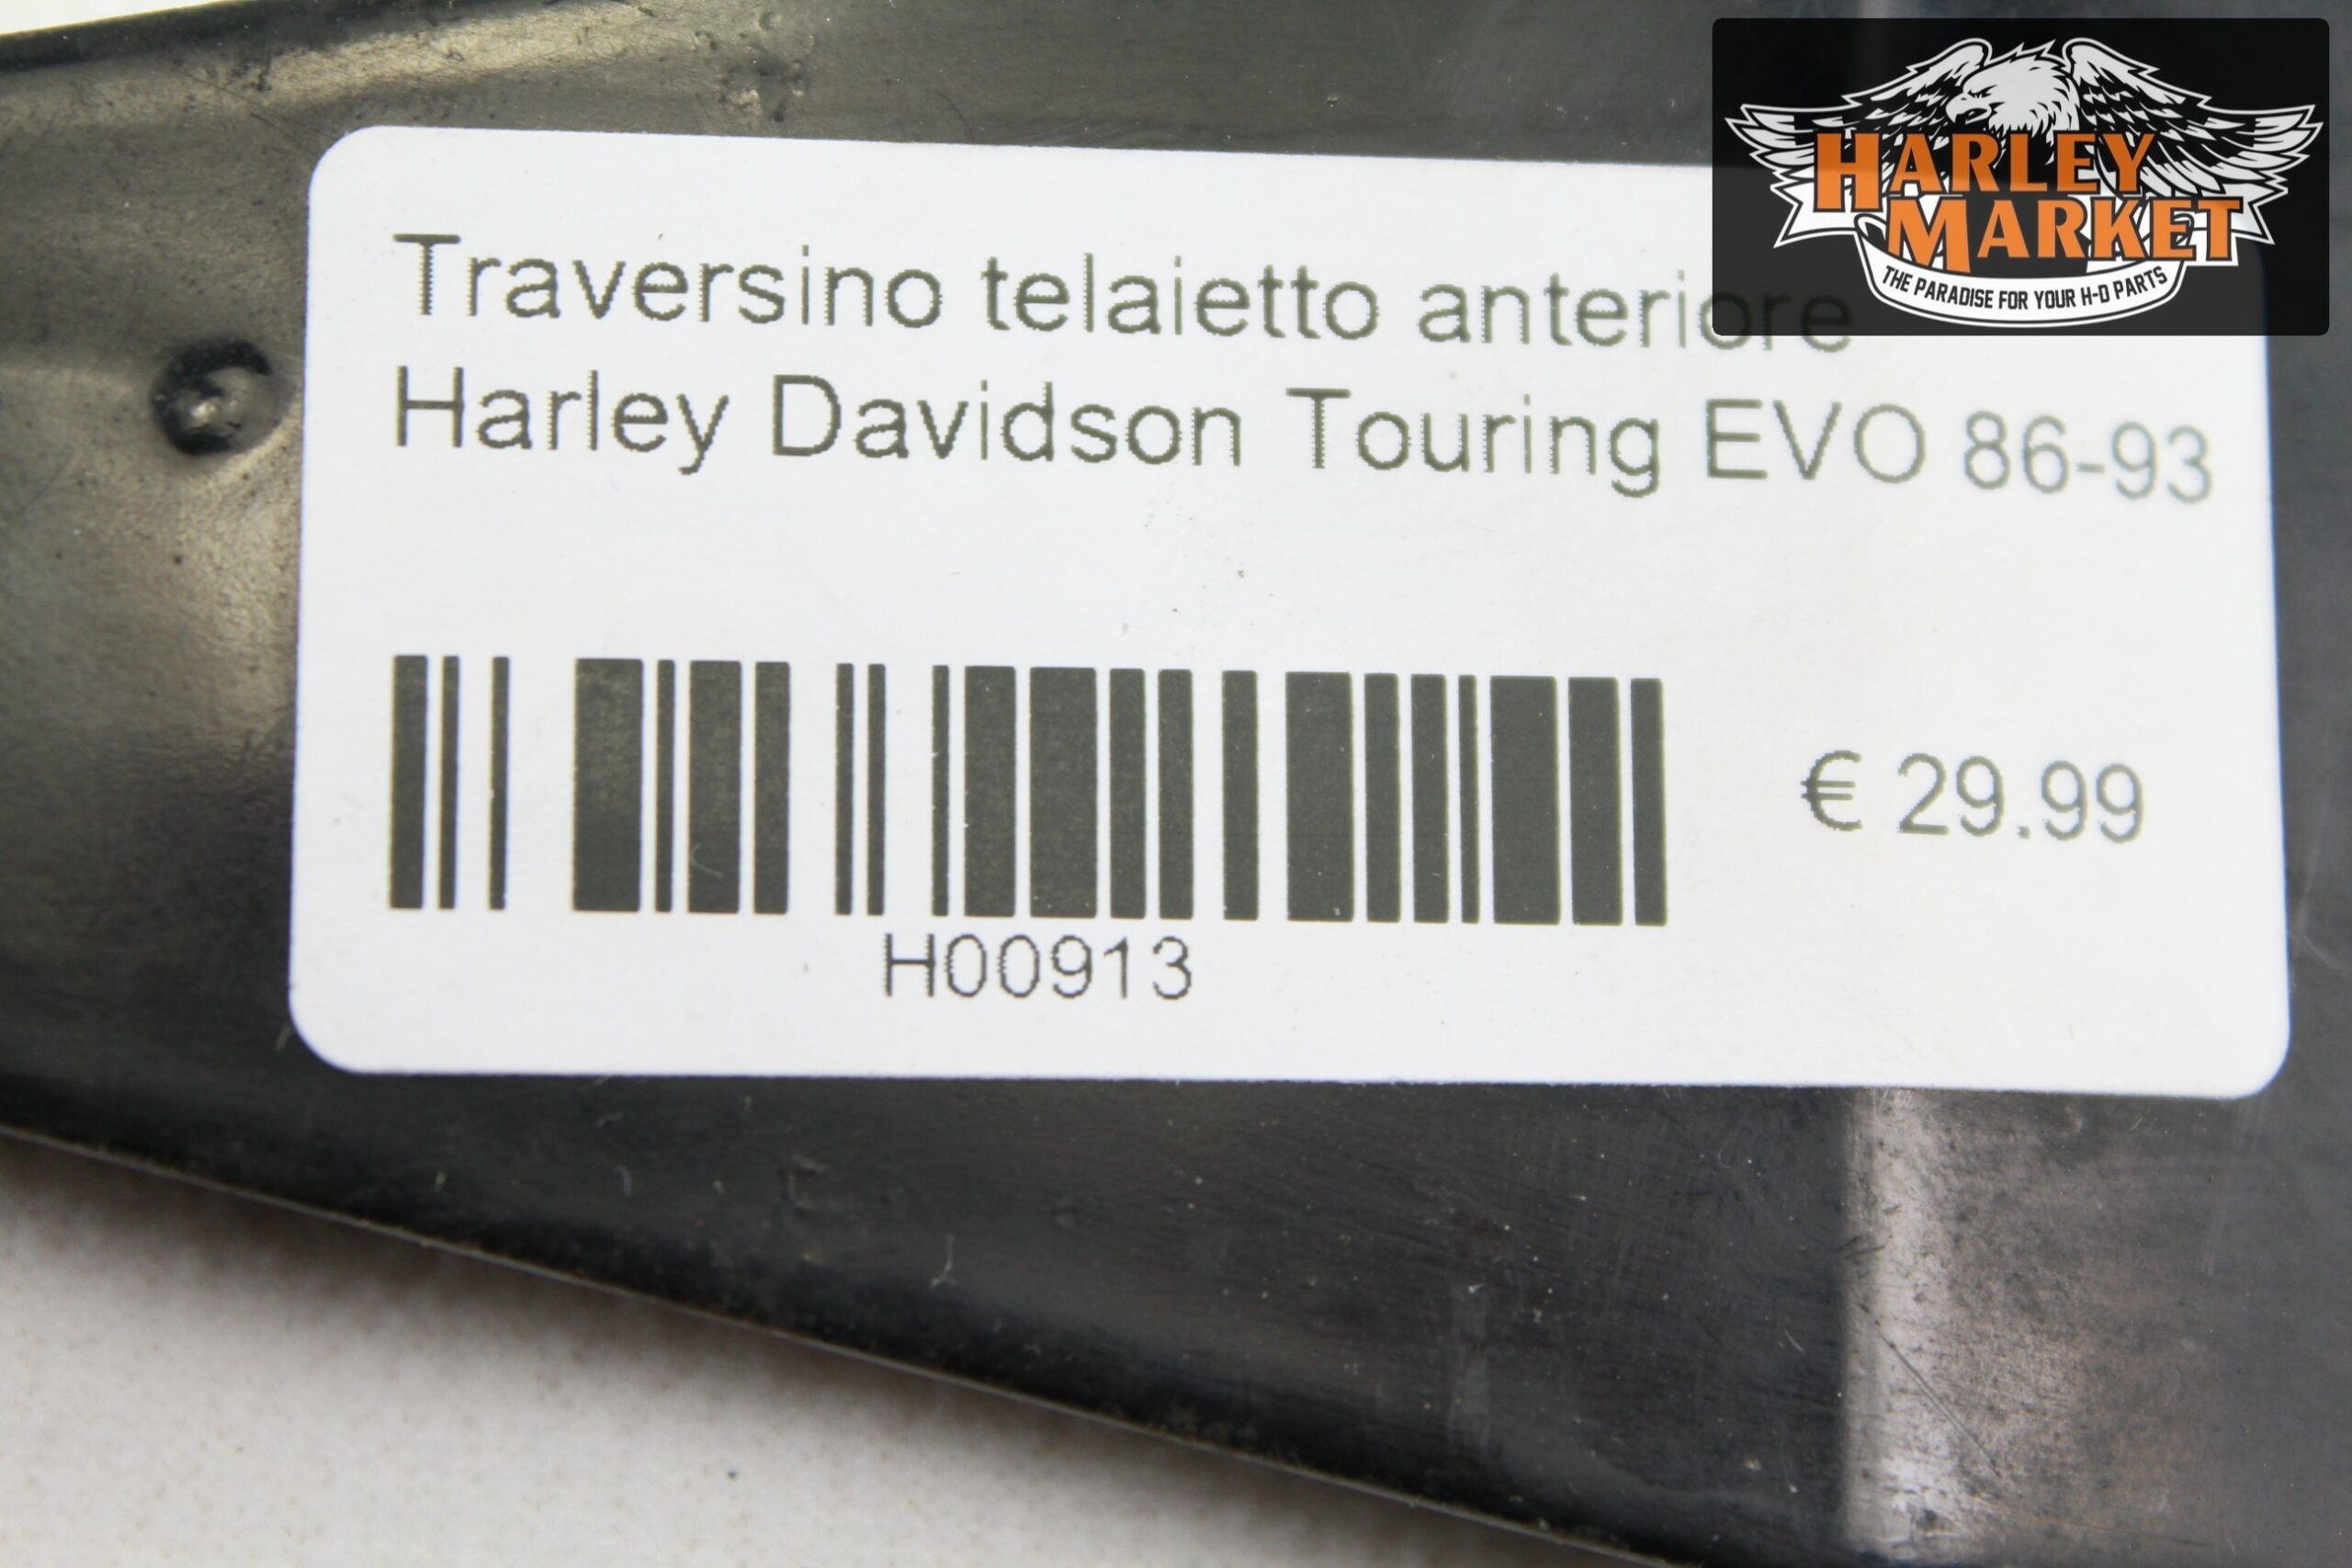 HARLEY
MARKET
THE PARADISE FOR YOUR H-D PARTS
Traversino telaietto anteriore
Harley Davidson Touring EVO 86-93
€ 29.99
H00913